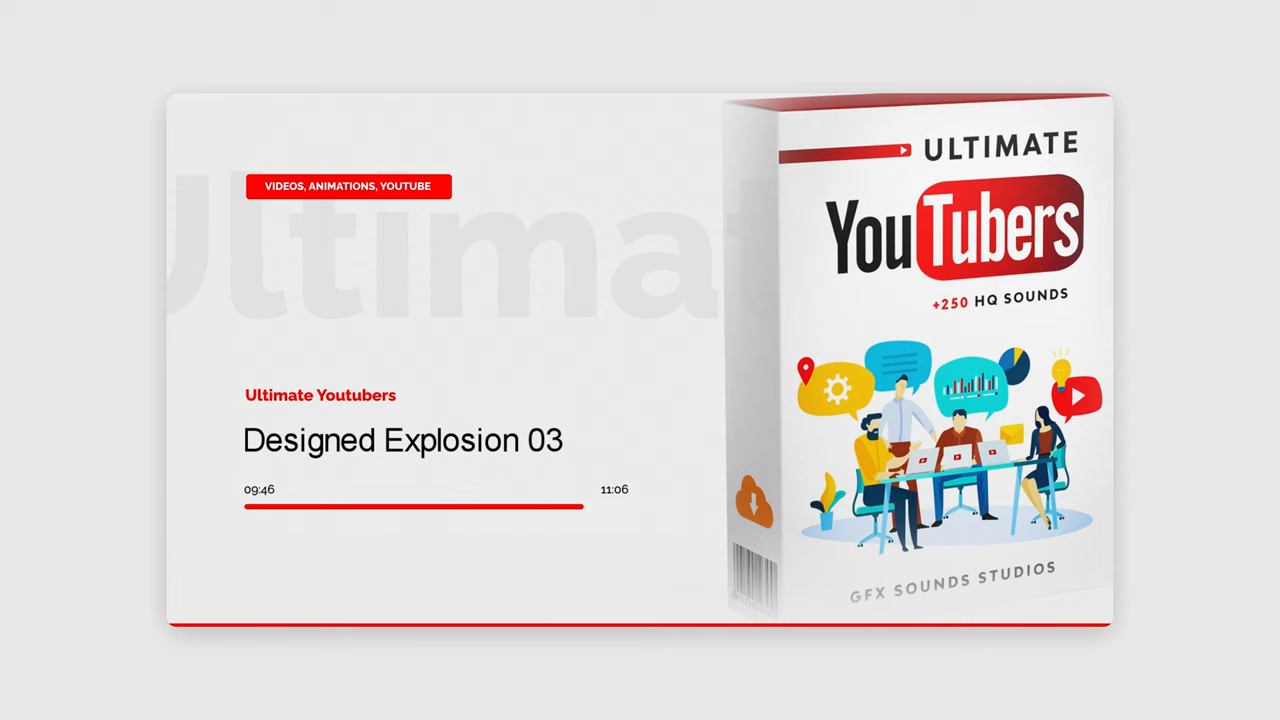 Ultimat
VIDEOS, ANIMATIONS, YOUTUBE
Ultimate Youtubers
Designed Explosion 03
09:46
11:06
ULTIMATE
YouTubers
+250 HQ SOUNDS
GFX SOUNDS STUDIOS